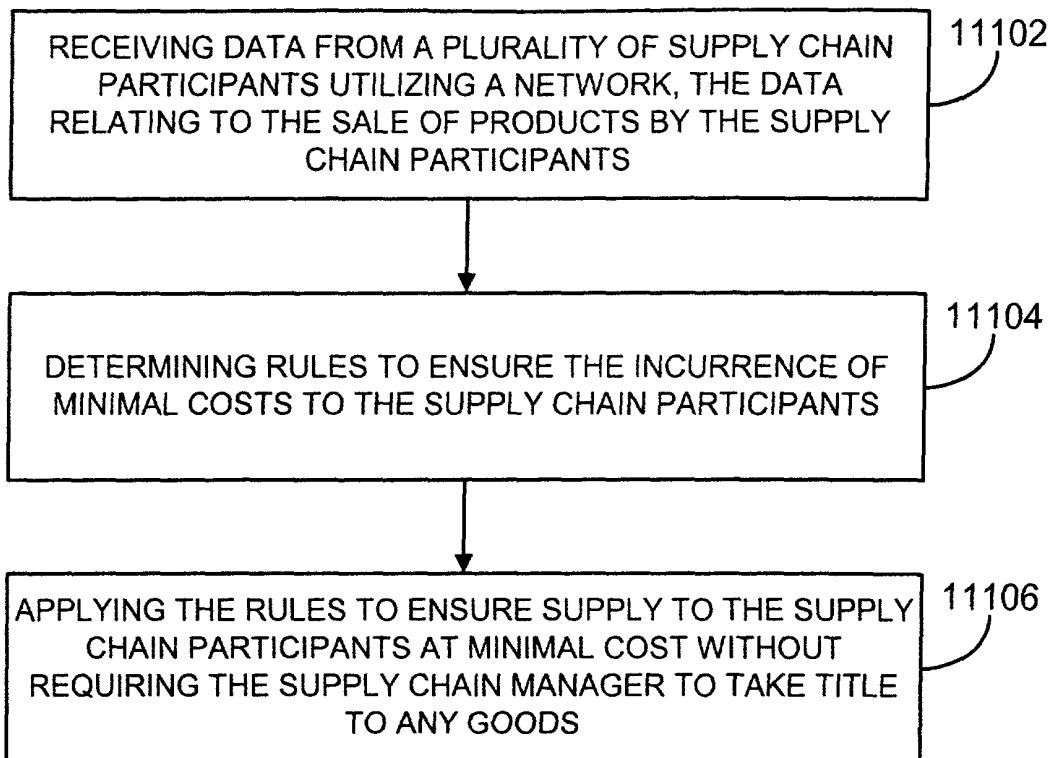 RECEIVING DATA FROM A PLURALITY OF SUPPLY CHAIN
PARTICIPANTS UTILIZING A NETWORK, THE DATA
RELATING TO THE SALE OF PRODUCTS BY THE SUPPLY
CHAIN PARTICIPANTS
11102
DETERMINING RULES TO ENSURE THE INCURRENCE OF
MINIMAL COSTS TO THE SUPPLY CHAIN PARTICIPANTS
11104
APPLYING THE RULES TO ENSURE SUPPLY TO THE SUPPLY
CHAIN PARTICIPANTS AT MINIMAL COST WITHOUT
REQUIRING THE SUPPLY CHAIN MANAGER TO TAKE TITLE
TO ANY GOODS
11106